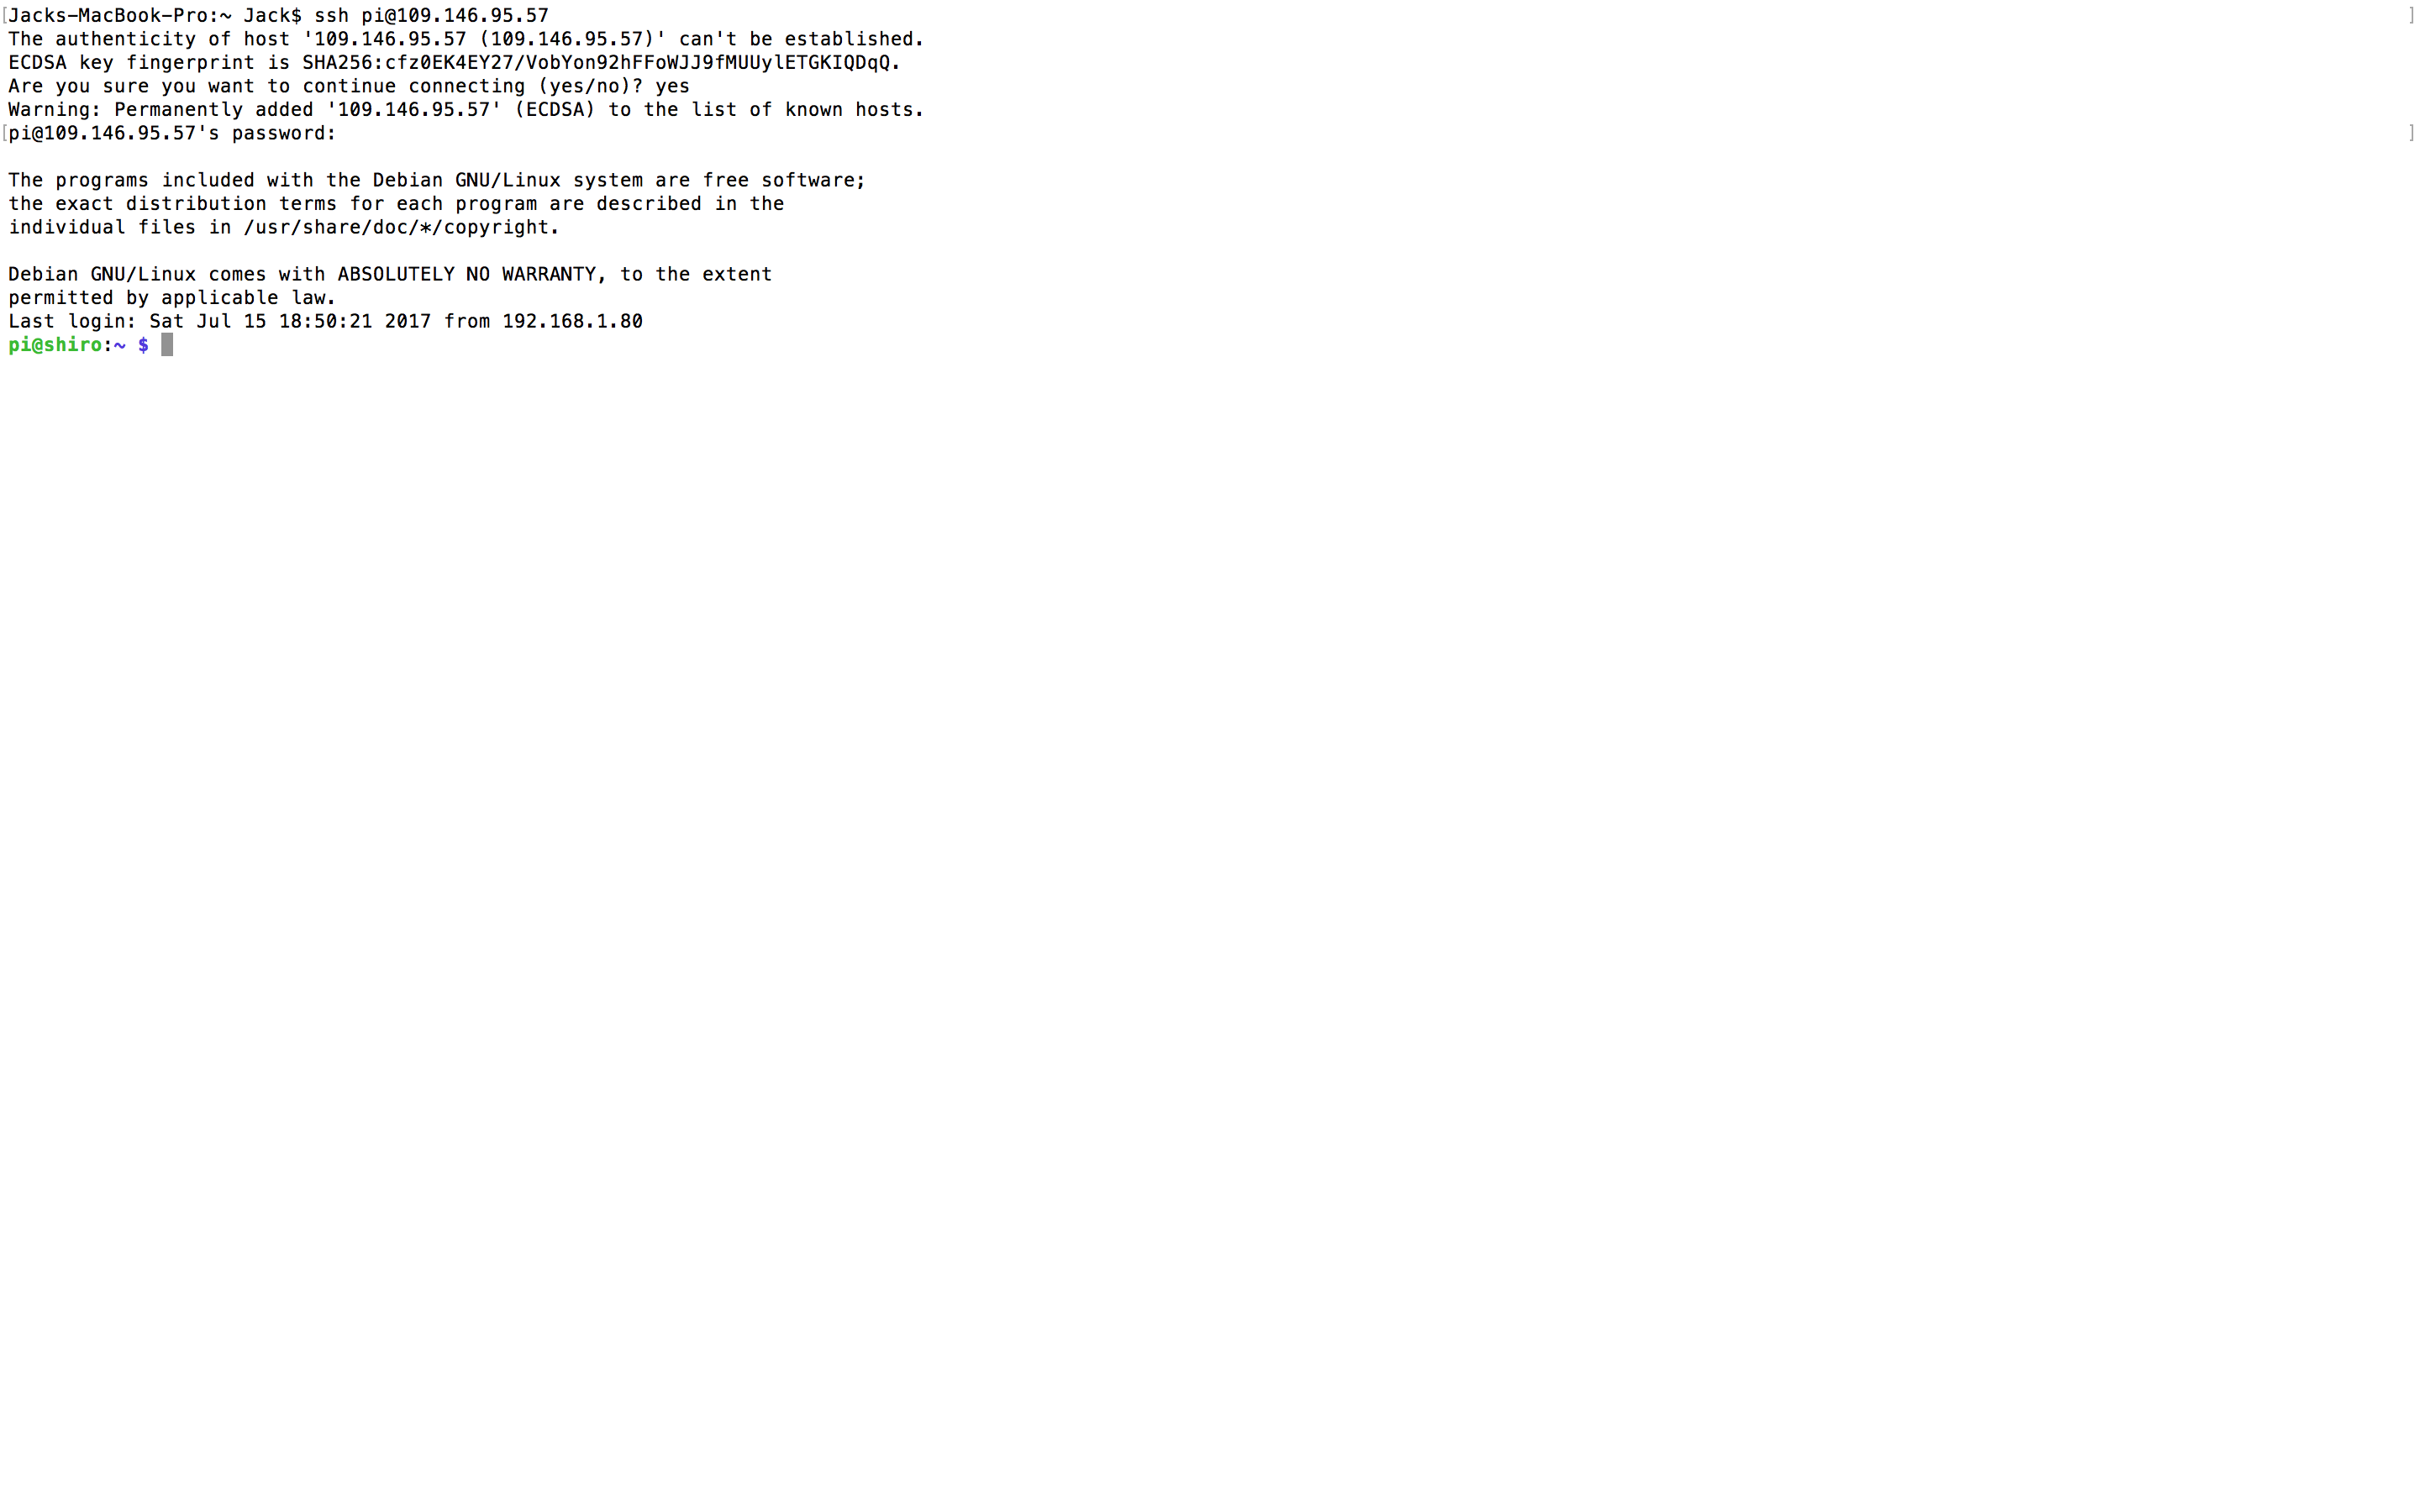 [Jacks-MacBook-Pro:~ Jack$ ssh pi@109.146.95.57 ]
The authenticity of host '109.146.95.57 (109.146.95.57)' can't be established.
ECDSA key fingerprint is SHA256:cfz0EK4EY27/VobYon92hFFoWJJ9fMUUylETGKIQDqQ.
Are you sure you want to continue connecting (yes/no)? yes
Warning: Permanently added '109.146.95.57' (ECDSA) to the list of known hosts.
[pi@109.146.95.57's password: ]
The programs included with the Debian GNU/Linux system are free software;
the exact distribution terms for each program are described in the
individual files in /usr/share/doc/*/copyright.
Debian GNU/Linux comes with ABSOLUTELY NO WARRANTY, to the extent
permitted by applicable law.
Last login: Sat Jul 15 18:50:21 2017 from 192.168.1.80
pi@shiro:~ $